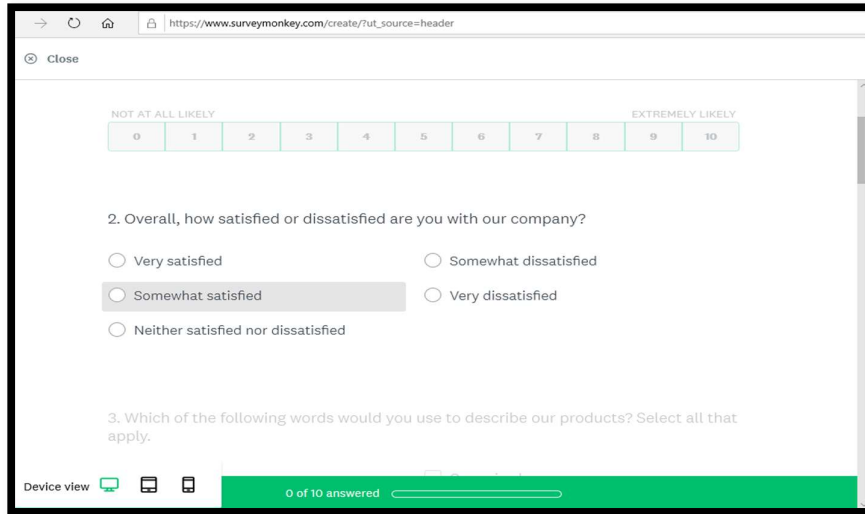 https://www.surveymonkey.com/create/?ut_source=header
Close
NOT AT ALL LIKELY EXTREMELY LIKELY
0 1 2 3 4 5 6 7 8 9 10
2. Overall, how satisfied or dissatisfied are you with our company?
Very satisfied Somewhat dissatisfied
Somewhat satisfied Very dissatisfied
Neither satisfied nor dissatisfied
3. Which of the following words would you use to describe our products? Select all that
apply.
Device view 0 of 10 answered